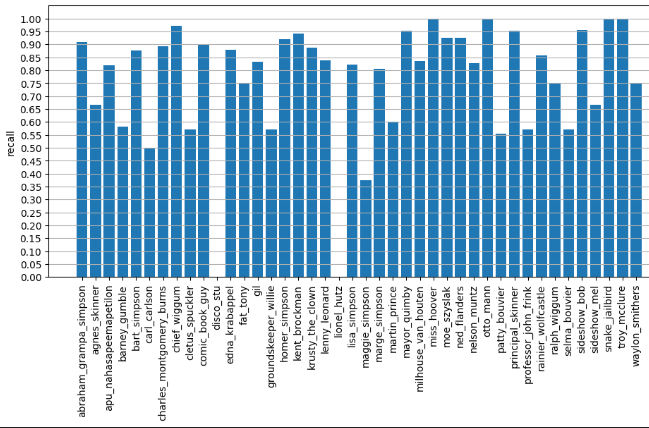 1.00
0.95
0.90
0.85
0.80
0.75
0.70
0.65
0.60
0.55
0.50
0.45
0.40
0.35
0.30
0.25
0.20
0.15
0.10
0.05
0.00
recall
abraham_grampa_simpson
agnes_skinner
apu_nahasapeemapetilon
barney_gumble
bart_simpson
carl_carlson
charles_montgomery_burns
chief_wiggum
cletus_spuckler
comic_book_guy
disco_stu
edna_krabappel
fat_tony
gil
groundskeeper_willie
homer_simpson
kent_brockman
krusty_the_clown
lenny_leonard
lionel_hutz
lisa_simpson
maggie_simpson
marge_simpson
martin_prince
mayor_quimby
milhouse_van_houten
miss_hoover
moe_szyslak
ned_flanders
nelson_muntz
otto_mann
patty_bouvier
principal_skinner
professor_john_frink
rainier_wolfcastle
ralph_wiggum
selma_bouvier
sideshow_bob
sideshow_mel
snake_jailbird
troy_mcclure
waylon_smithers